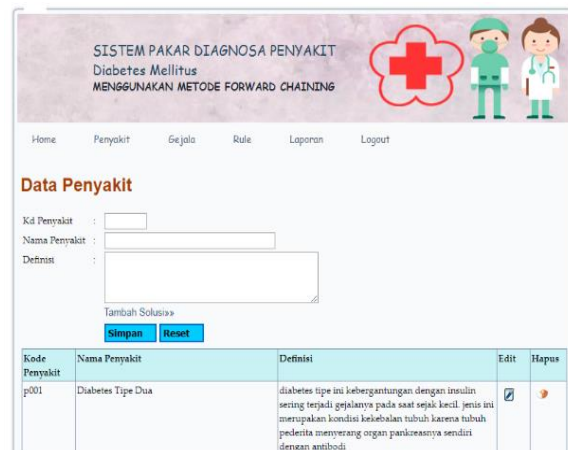 SISTEM PAKAR DIAGNOSA PENYAKIT
Diabetes Mellitus
MENGGUNAKAN METODE FORWARD CHAINING
Home Penyakit Gejala Rule Laporan Logout
Data Penyakit
Kd Penyakit :
Nama Penyakit :
Definisi :
Tambah Solusi»»
Simpan Reset
Kode Penyakit Nama Penyakit Definisi Edit Hapus
p001 Diabetes Tipe Dua diabetes tipe ini kebergantungan dengan insulin
sering terjadi gejalanya pada saat sejak kecil. jenis ini
merupakan kondisi kekebalan tubuh karena tubuh
pederita menyerang organ pankreasnya sendiri
dengan antibodi